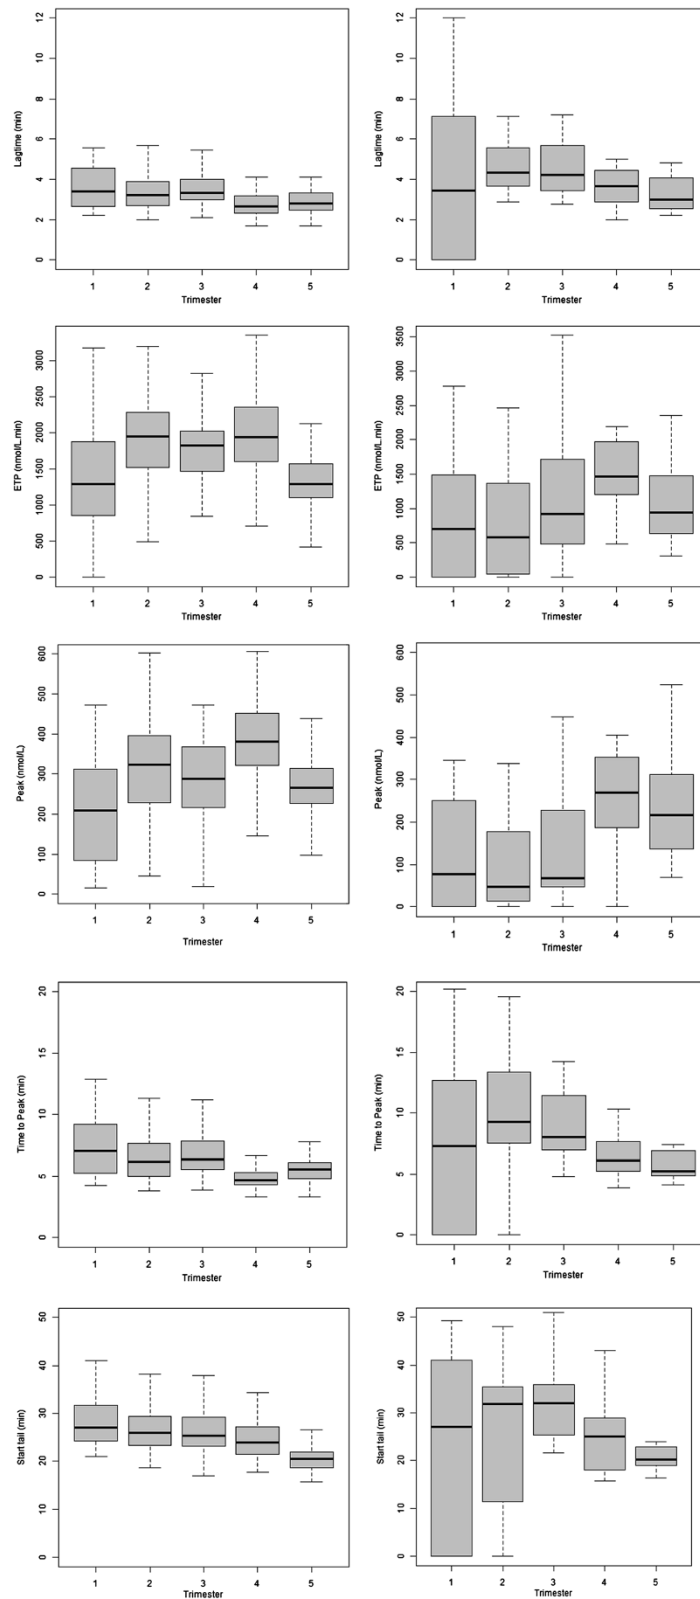 Lagtime (min)
0 2 4 6 8 10 12
1 2 3 4 5
Trimester
Lagtime (min)
0 2 4 6 8 10 12
1 2 3 4 5
Trimester
ETP (nmol/L.min)
0 500 1000 1500 2000 2500 3000
1 2 3 4 5
Trimester
ETP (nmol/L.min)
0 500 1000 1500 2000 2500 3000 3500
1 2 3 4 5
Trimester
Peak (nmol/L)
0 100 200 300 400 500 600
1 2 3 4 5
Trimester
Peak (nmol/L)
0 100 200 300 400 500 600
1 2 3 4 5
Trimester
Time to Peak (min)
0 5 10 15 20
1 2 3 4 5
Trimester
Time to Peak (min)
0 5 10 15 20
1 2 3 4 5
Trimester
Start tail (min)
0 10 20 30 40 50
1 2 3 4 5
Trimester
Start tail (min)
0 10 20 30 40 50
1 2 3 4 5
Trimester